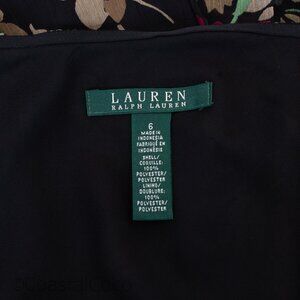 LAUREN
RALPH LAUREN
6
MADE IN
INDONESIA
FABRIQUÉ EN
INDONÉSIE
SHELL/
COQUILLE:
100%
POLYESTER/
POLYESTER
LINING/
DOUBLURE:
100%
POLYESTER/
POLYESTER
©CoastalCoco